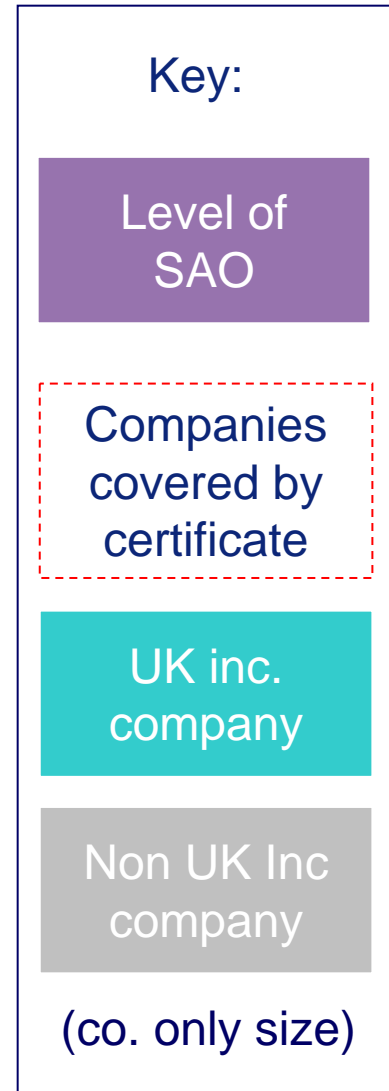 Key:
Level of
SAO
Companies
covered by
certificate
UK inc.
company
Non UK Inc
company
(co. only size)